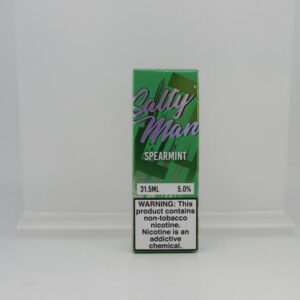 Salty
Man
SPEARMINT
31.5ML 5.0%
WARNING: This
product contains
non-tobacco
nicotine.
Nicotine is an
addictive
chemical.